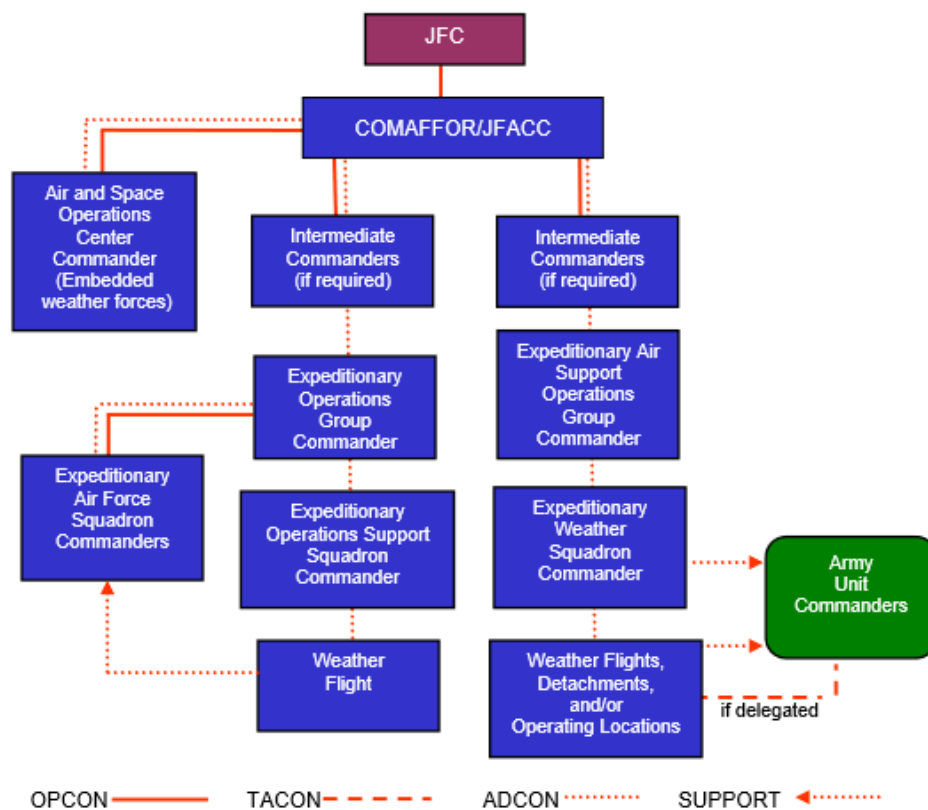 JFC
COMAFFOR/JFACC
Air and Space
Operations
Center
Commander
(Embedded
weather forces)
Intermediate
Commanders
(if required)
Intermediate
Commanders
(if required)
Expeditionary
Operations
Group
Commander
Expeditionary Air
Support
Operations
Group
Commander
Expeditionary
Air Force
Squadron
Commanders
Expeditionary
Operations Support
Squadron
Commander
Expeditionary
Weather
Squadron
Commander
Army
Unit
Commanders
Weather
Flight
Weather Flights,
Detachments,
and/or
Operating Locations
if delegated
OPCON TACON ADCON SUPPORT